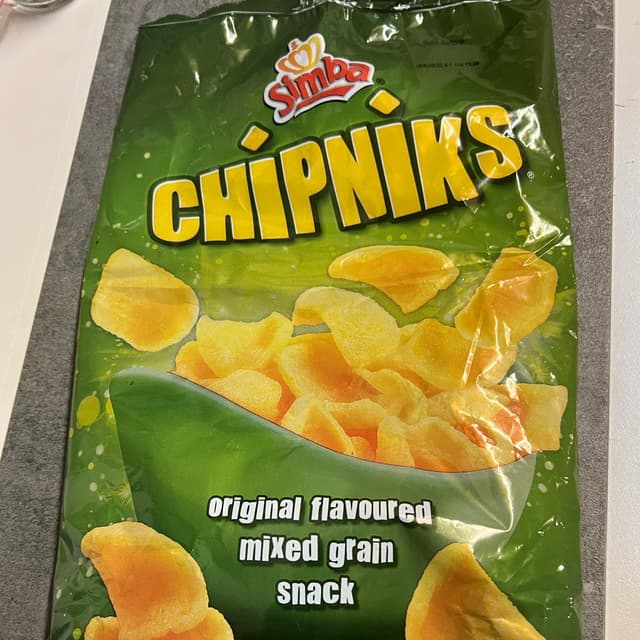 Simba®
CHIPNIKS®
original flavoured
mixed grain
snack